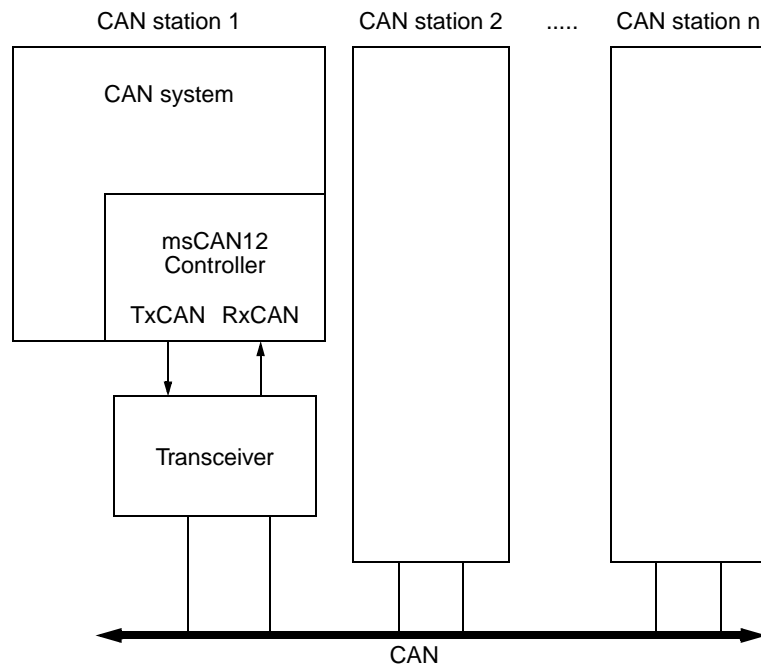 CAN station 1
CAN station 2
.....
CAN station n
CAN system
msCAN12
Controller
TxCAN
RxCAN
Transceiver
CAN